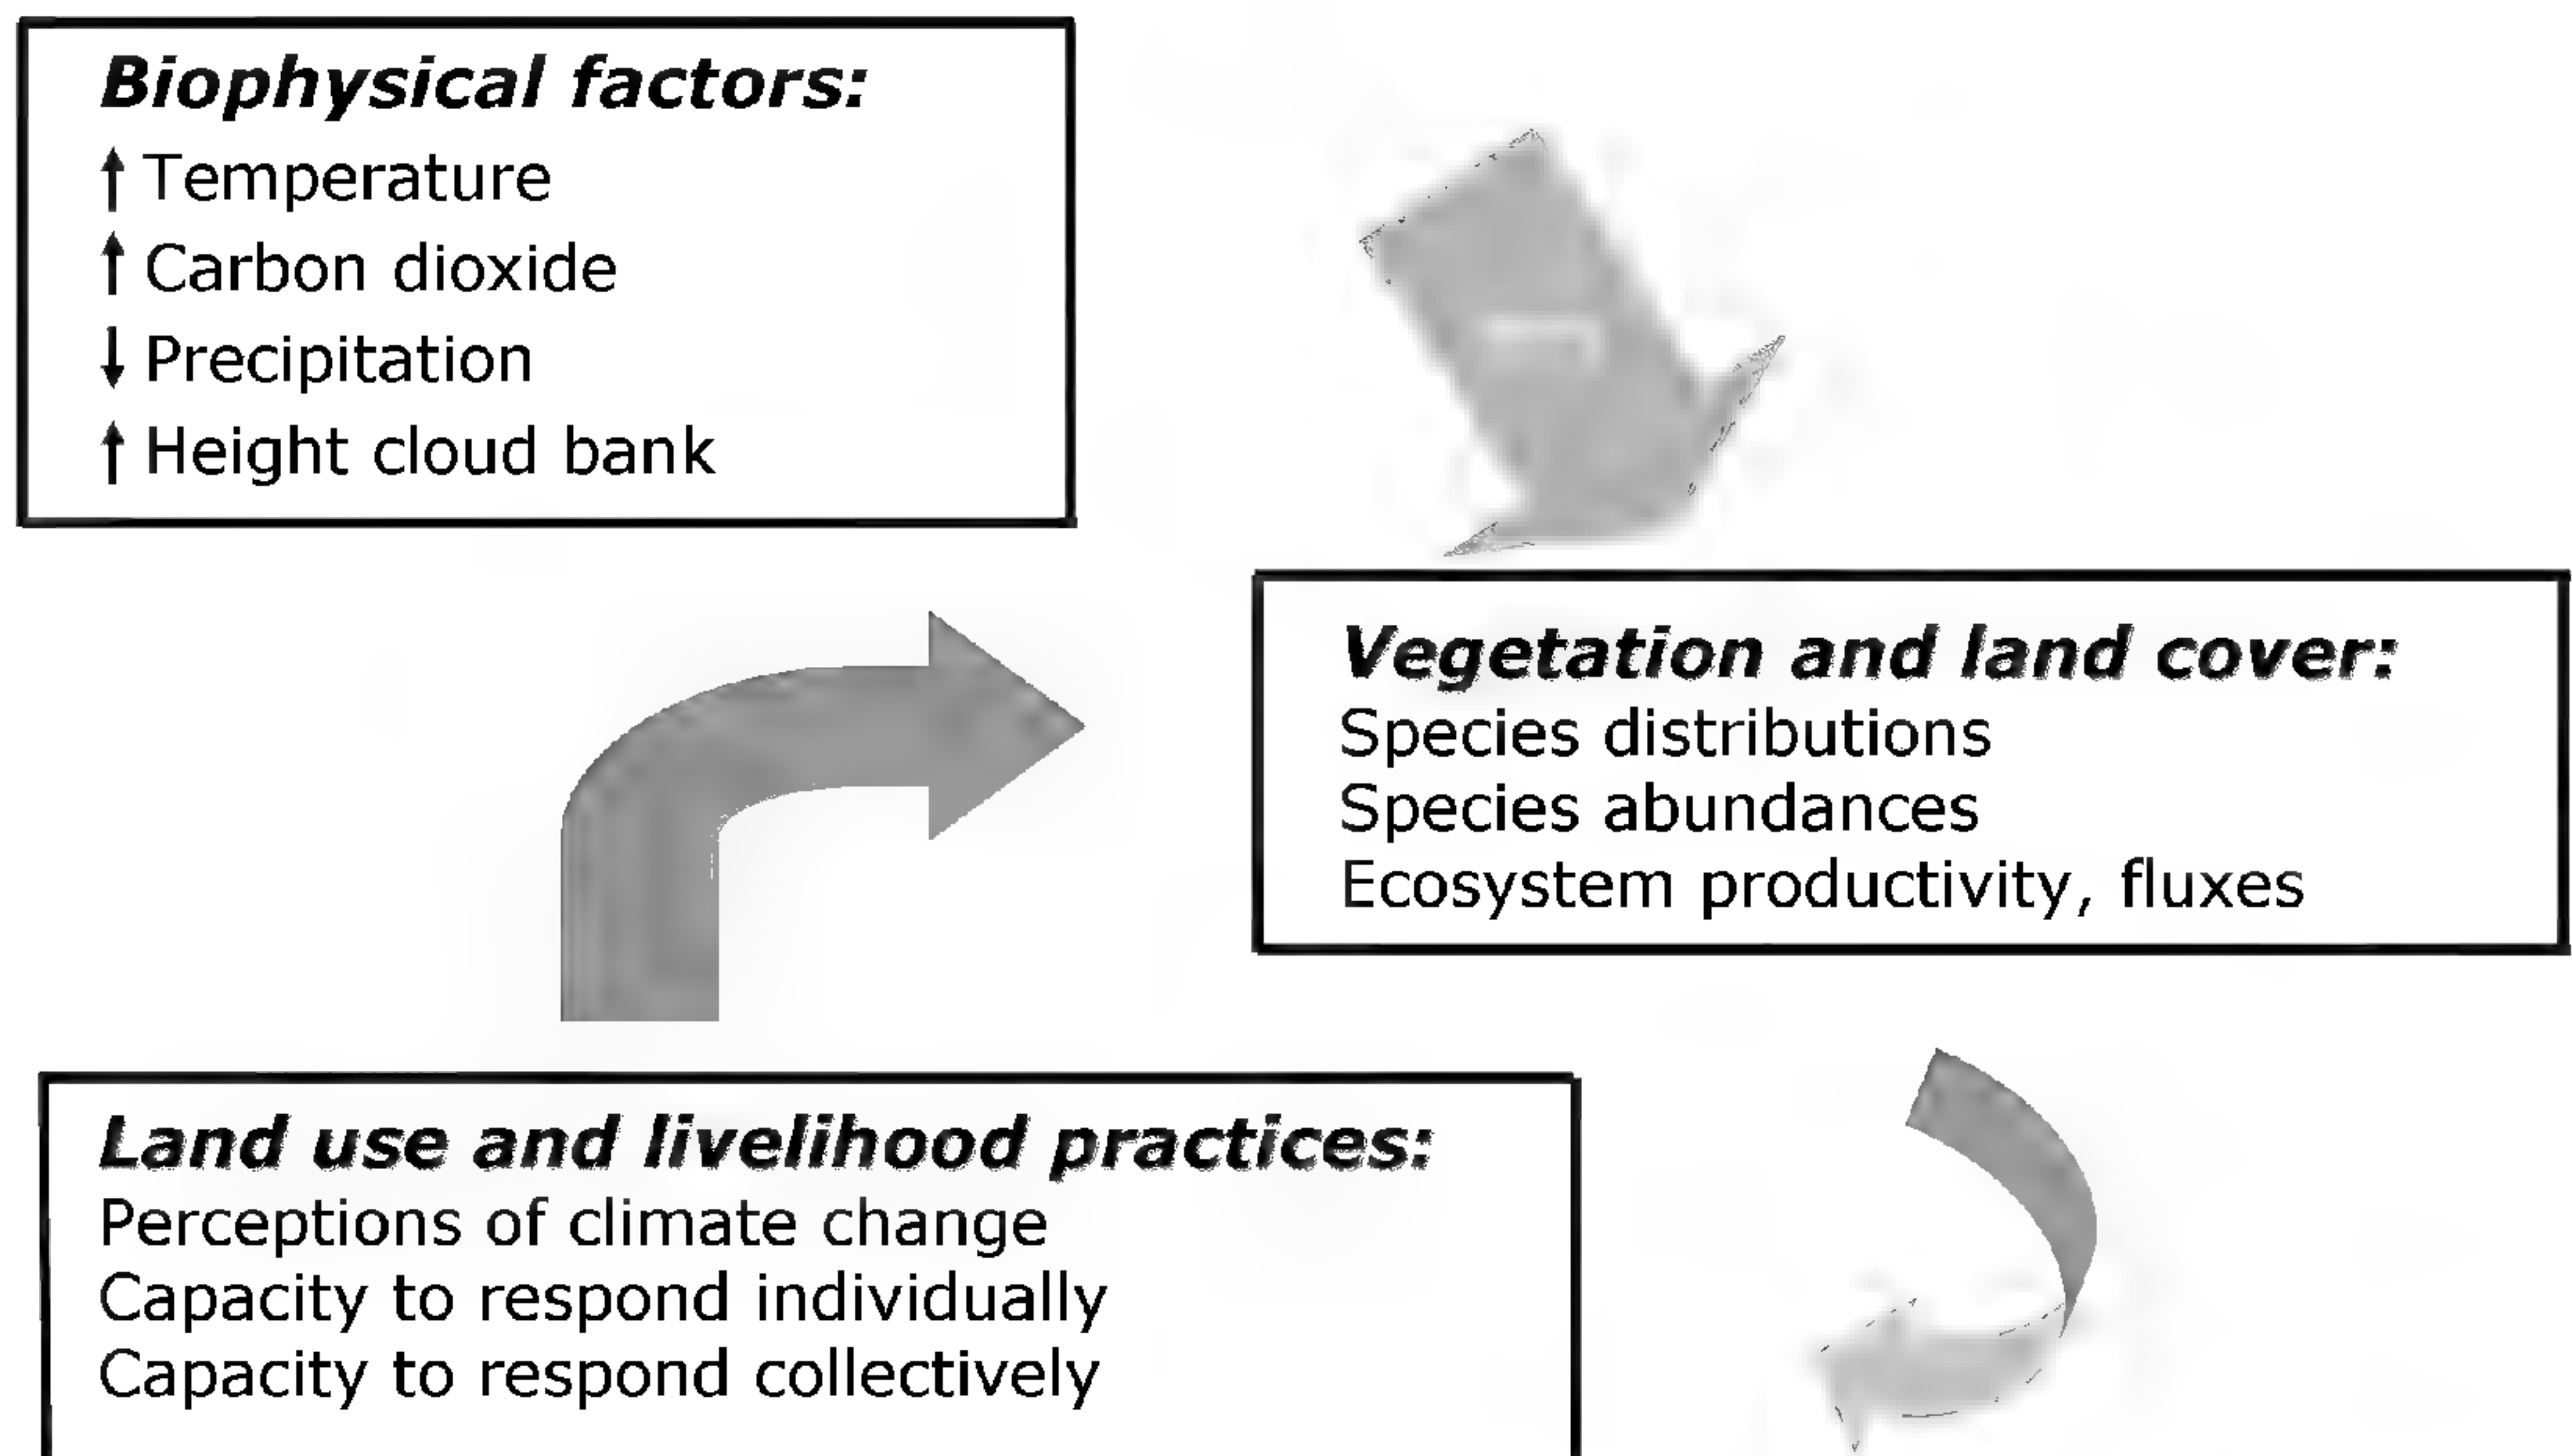 Biophysical factors:
↑ Temperature
↑ Carbon dioxide
↓ Precipitation
↑ Height cloud bank
Vegetation and land cover:
Species distributions
Species abundances
Ecosystem productivity, fluxes
Land use and livelihood practices:
Perceptions of climate change
Capacity to respond individually
Capacity to respond collectively